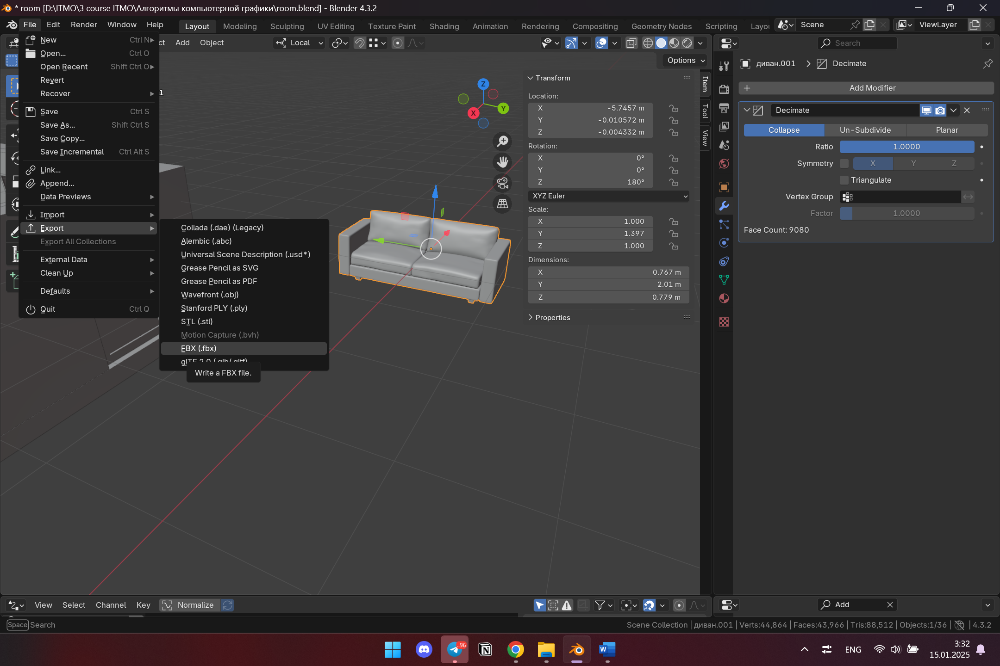 * room [D:\ITMO\3 course ITMO\Алгоритмы компьютерной графики\room.blend] - Blender 4.3.2
File Edit Render Window Help
Layout Modeling Sculpting UV Editing Texture Paint Shading Animation Rendering Compositing Geometry Nodes Scripting
Scene
ViewLayer
Add Object
Local
Search
Options
New Ctrl N
Open... Ctrl O
Open Recent Shift Ctrl O
Revert
Recover
Save Ctrl S
Save As... Shift Ctrl S
Save Copy...
Save Incremental Ctrl Alt S
Link...
Append...
Data Previews
Import
Export
Export All Collections
External Data
Clean Up
Defaults
Quit Ctrl Q
Collada (.dae) (Legacy)
Alembic (.abc)
Universal Scene Description (.usd*)
Grease Pencil as SVG
Grease Pencil as PDF
Wavefront (.obj)
Stanford PLY (.ply)
STL (.stl)
Motion Capture (.bvh)
FBX (.fbx)
glTF 2.0 (.glb/.gltf)
Write a FBX file.
1
Z
Y
X
Transform
Location:
X -5.7457 m
Y -0.010572 m
Z -0.004332 m
Rotation:
X 0°
Y 0°
Z 180°
XYZ Euler
Scale:
X 1.000
Y 1.397
Z 1.000
Dimensions:
X 0.767 m
Y 2.01 m
Z 0.779 m
Properties
Item
Tool
View
диван.001 Decimate
Add Modifier
Decimate
Collapse Un-Subdivide Planar
Ratio 1.0000
Symmetry X Y Z
Triangulate
Vertex Group
Factor 1.0000
Face Count: 9080
View Select Channel Key Normalize
Add
Space Search
Scene Collection | диван.001 | Verts:44,864 | Faces:43,966 | Tris:88,512 | Objects:1/36 | 4.3.2
..96
ENG
3:32
15.01.2025